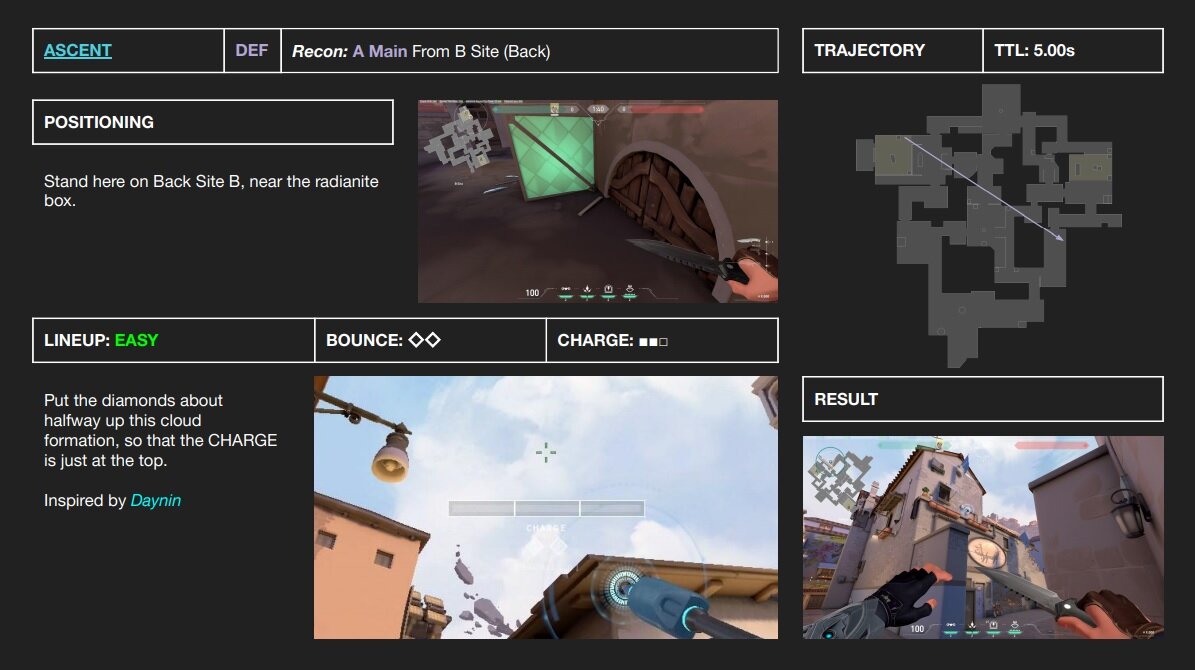 ASCENT
DEF
Recon: A Main From B Site (Back)
TRAJECTORY
TTL: 5.00s
POSITIONING
Stand here on Back Site B, near the radianite
box.
1:40
100
LINEUP: EASY
BOUNCE: ◇◇
CHARGE: ■■□
Put the diamonds about
halfway up this cloud
formation, so that the CHARGE
is just at the top.
Inspired by Daynin
CHARGE
RESULT
100